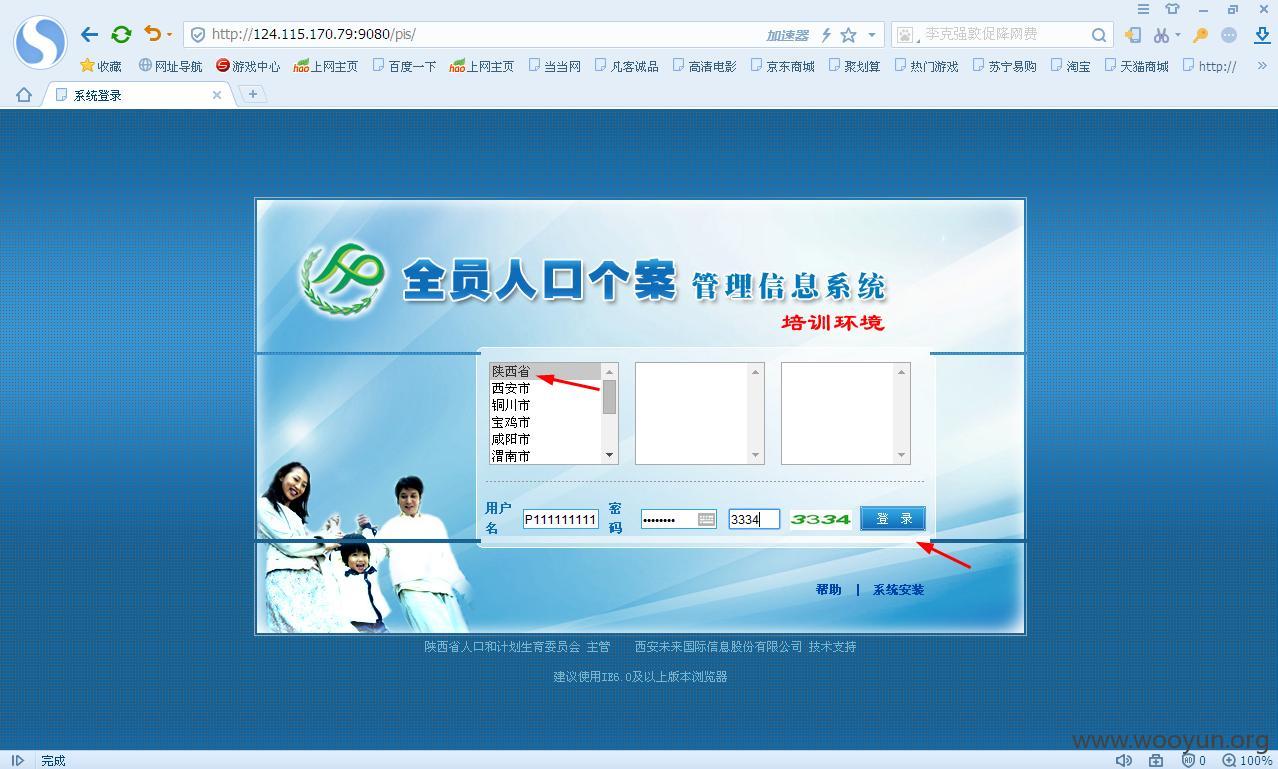 http://124.115.170.79:9080/pis/ 加速器 李克强敦促降网费
收藏 网址导航 游戏中心 hao上网主页 百度一下 hao上网主页 当当网 凡客诚品 高清电影 京东商城 聚划算 热门游戏 苏宁易购 淘宝 天猫商城 http:// »
系统登录
全员人口个案 管理信息系统
培训环境
陕西省
西安市
铜川市
宝鸡市
咸阳市
渭南市
用户名 P111111111 密码 •••••••• 3334 3334 登 录
帮助 | 系统安装
陕西省人口和计划生育委员会 主管 西安未来国际信息股份有限公司 技术支持
建议使用IE6.0及以上版本浏览器
www.wooyun.org
完成 0 100%